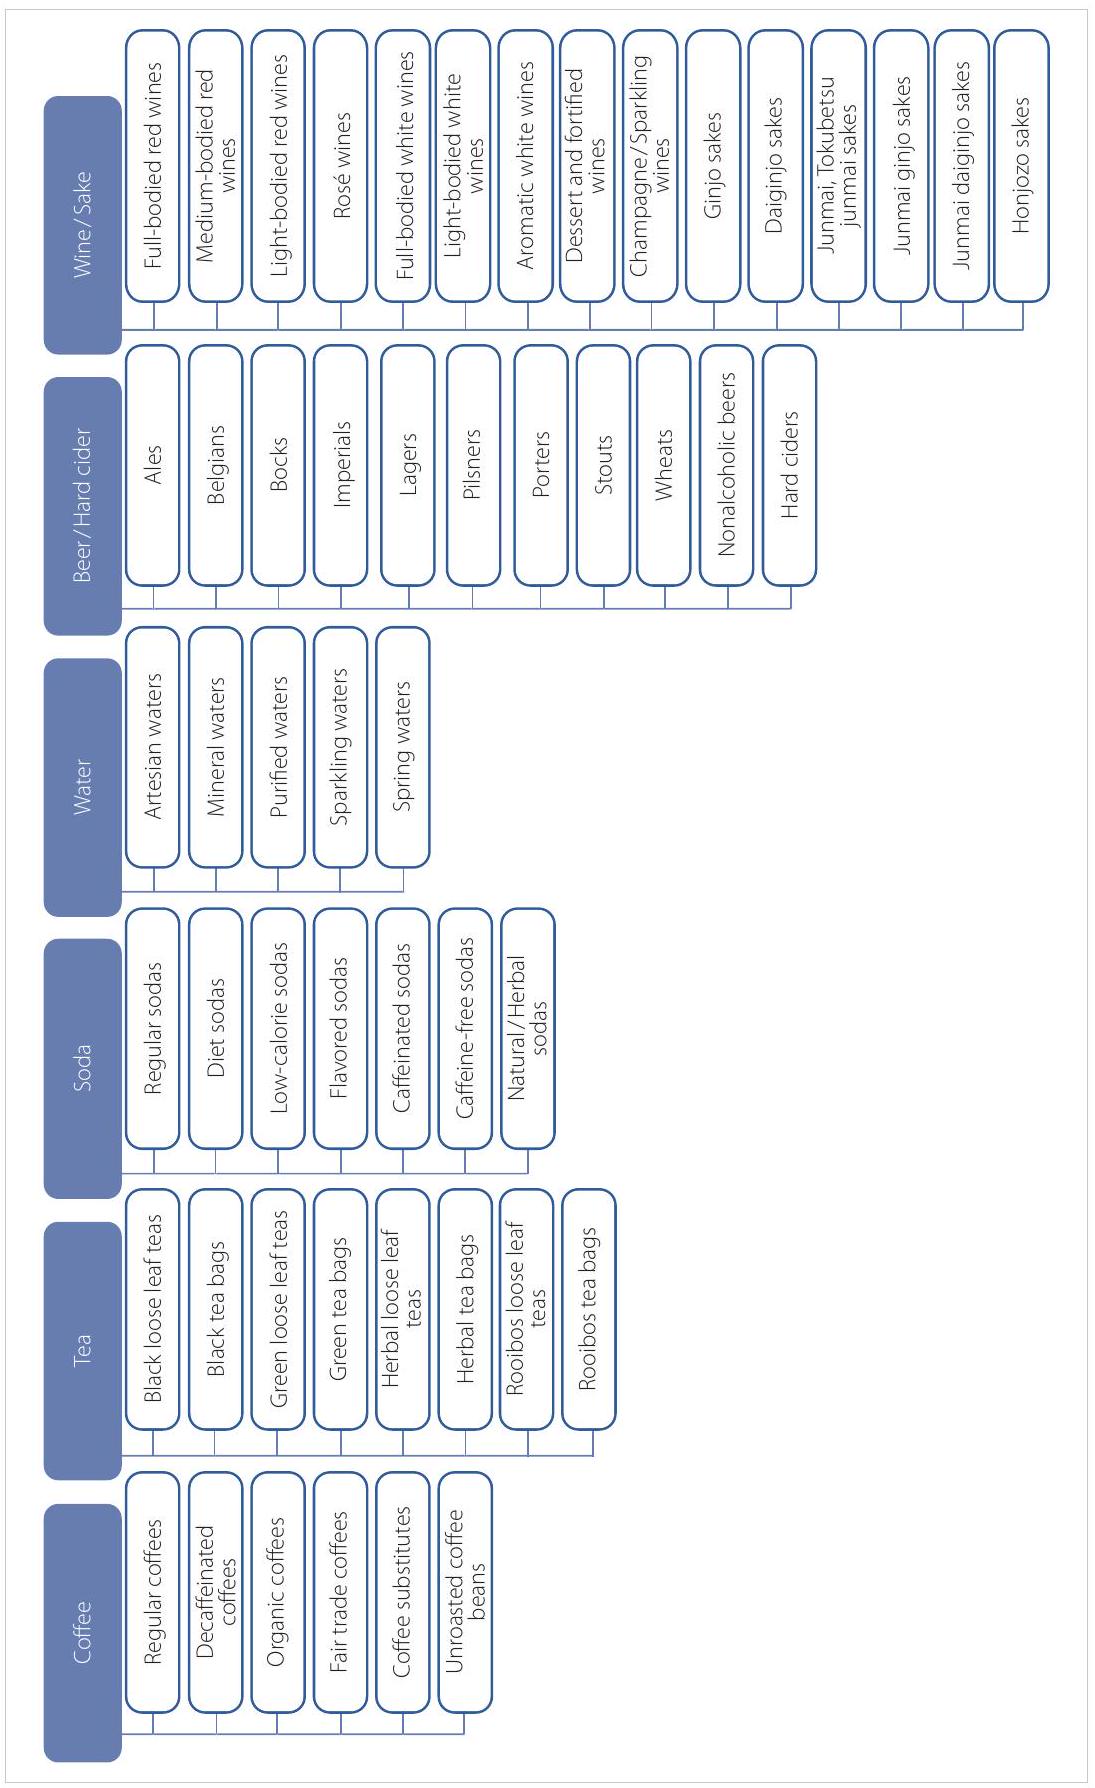 Coffee
Regular coffees
Decaffeinated
coffees
Organic coffees
Fair trade coffees
Coffee substitutes
Unroasted coffee
beans
Tea
Black loose leaf teas
Black tea bags
Green loose leaf teas
Green tea bags
Herbal loose leaf
teas
Herbal tea bags
Rooibos loose leaf
teas
Rooibos tea bags
Soda
Regular sodas
Diet sodas
Low-calorie sodas
Flavored sodas
Caffeinated sodas
Caffeine-free sodas
Natural/Herbal
sodas
Water
Artesian waters
Mineral waters
Purified waters
Sparkling waters
Spring waters
Beer/Hard cider
Ales
Belgians
Bocks
Imperials
Lagers
Pilsners
Porters
Stouts
Wheats
Nonalcoholic beers
Hard ciders
Wine/Sake
Full-bodied red wines
Medium-bodied red
wines
Light-bodied red wines
Rosé wines
Full-bodied white wines
Light-bodied white
wines
Aromatic white wines
Dessert and fortified
wines
Champagne/Sparkling
wines
Ginjo sakes
Daiginjo sakes
Junmai, Tokubetsu
junmai sakes
Junmai ginjo sakes
Junmai daiginjo sakes
Honjozo sakes